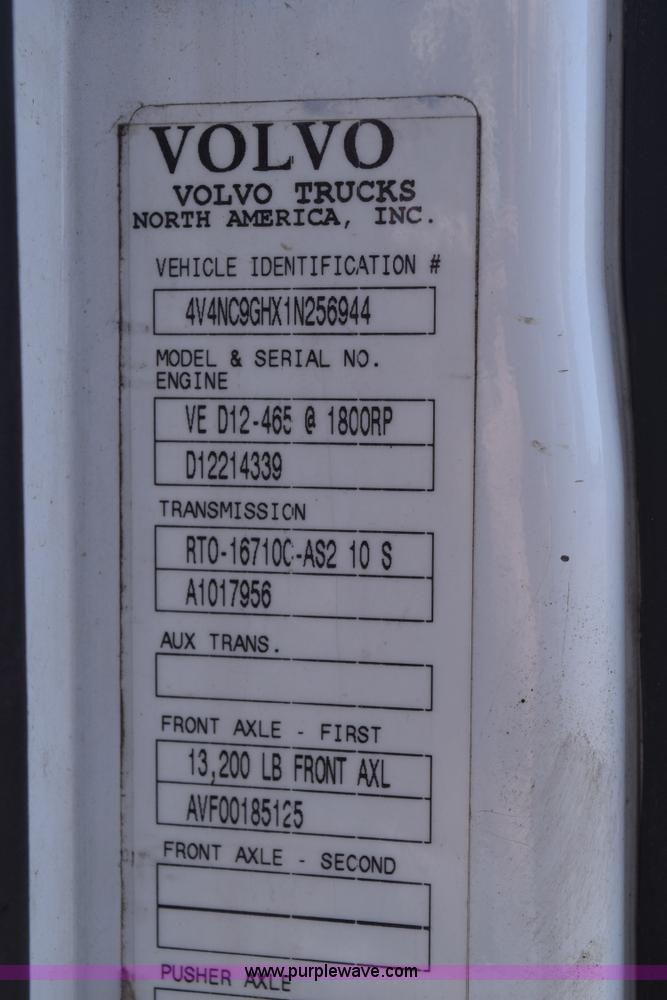 VOLVO
VOLVO TRUCKS
NORTH AMERICA, INC.
VEHICLE IDENTIFICATION #
4V4NC9GHX1N256944
MODEL & SERIAL NO.
ENGINE
VE D12-465 @ 1800RP
D12214339
TRANSMISSION
RTO-16710C-AS2 10 S
A1017956
AUX TRANS.
FRONT AXLE - FIRST
13,200 LB FRONT AXL
AVF00185125
FRONT AXLE - SECOND
PUSHER AXLE
www.purplewave.com